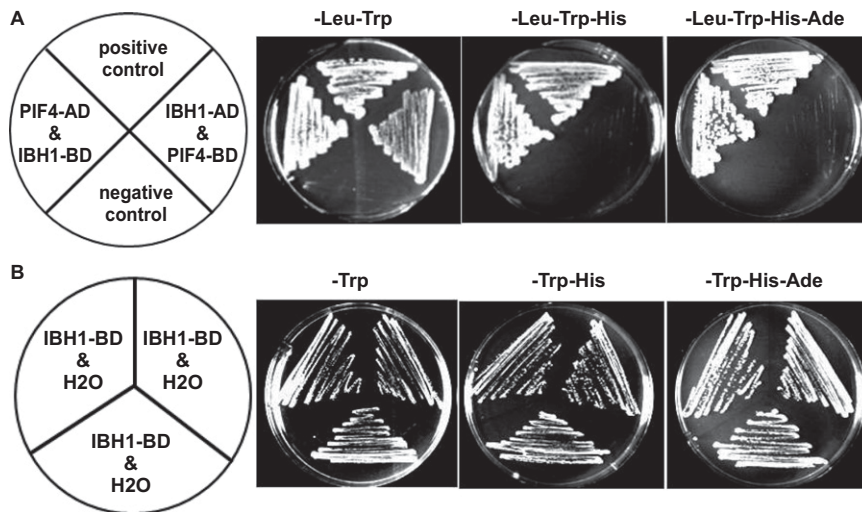 A
-Leu-Trp
-Leu-Trp-His
-Leu-Trp-His-Ade
positive
control
PIF4-AD
&
IBH1-BD
IBH1-AD
&
PIF4-BD
negative
control
B
-Trp
-Trp-His
-Trp-His-Ade
IBH1-BD
&
H2O
IBH1-BD
&
H2O
IBH1-BD
&
H2O